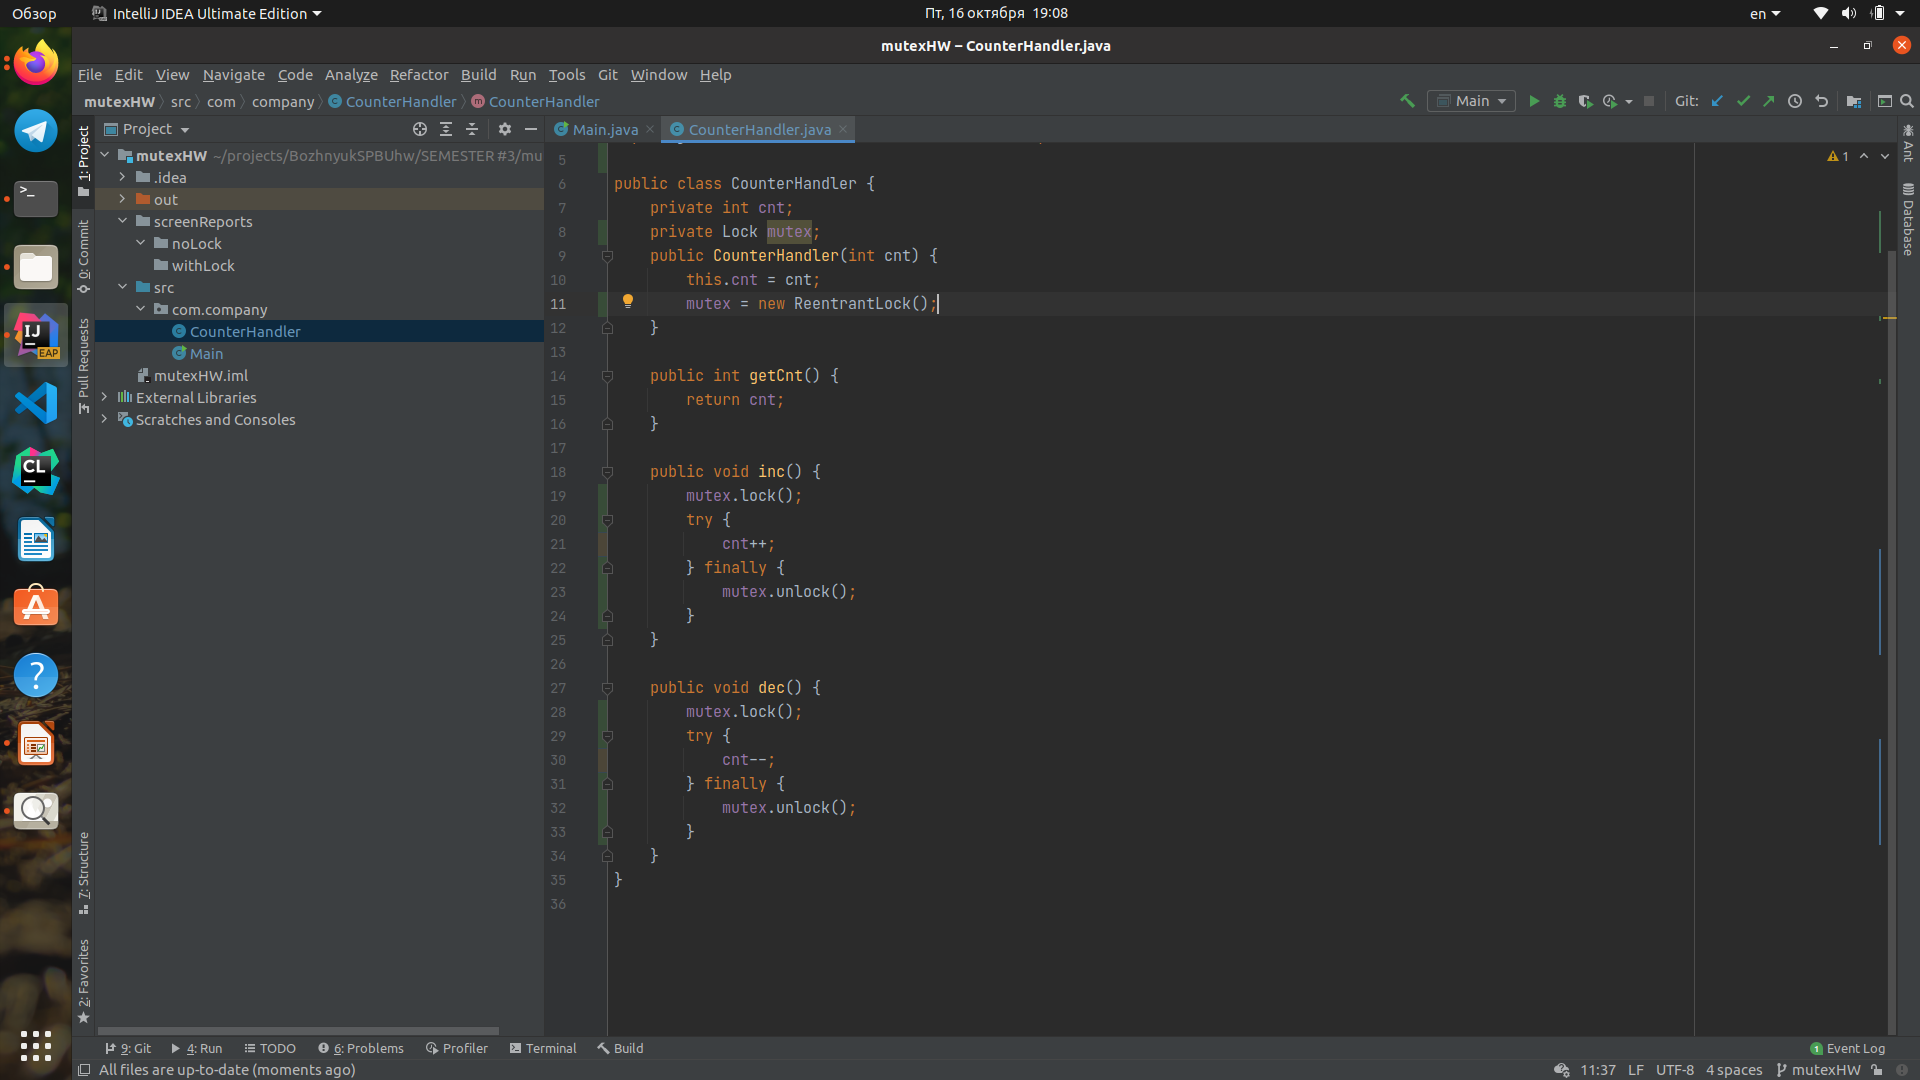 Обзор
IntelliJ IDEA Ultimate Edition
Пт, 16 октября 19:08
en
mutexHW – CounterHandler.java
File Edit View Navigate Code Analyze Refactor Build Run Tools Git Window Help
mutexHW src com company CounterHandler CounterHandler
Main
Git:
1: Project
0: Commit
Pull Requests
7: Structure
2: Favorites
Project
mutexHW ~/projects/BozhnyukSPBUhw/SEMESTER #3/mu
.idea
out
screenReports
noLock
withLock
src
com.company
CounterHandler
Main
mutexHW.iml
External Libraries
Scratches and Consoles
Main.java
CounterHandler.java
1
5
6 public class CounterHandler {
7 private int cnt;
8 private Lock mutex;
9 public CounterHandler(int cnt) {
10 this.cnt = cnt;
11 mutex = new ReentrantLock();
12 }
13
14 public int getCnt() {
15 return cnt;
16 }
17
18 public void inc() {
19 mutex.lock();
20 try {
21 cnt++;
22 } finally {
23 mutex.unlock();
24 }
25 }
26
27 public void dec() {
28 mutex.lock();
29 try {
30 cnt--;
31 } finally {
32 mutex.unlock();
33 }
34 }
35 }
36
Ant
Database
IJ
EAP
CL
9: Git 4: Run TODO 6: Problems Profiler Terminal Build
1 Event Log
All files are up-to-date (moments ago)
11:37 LF UTF-8 4 spaces mutexHW